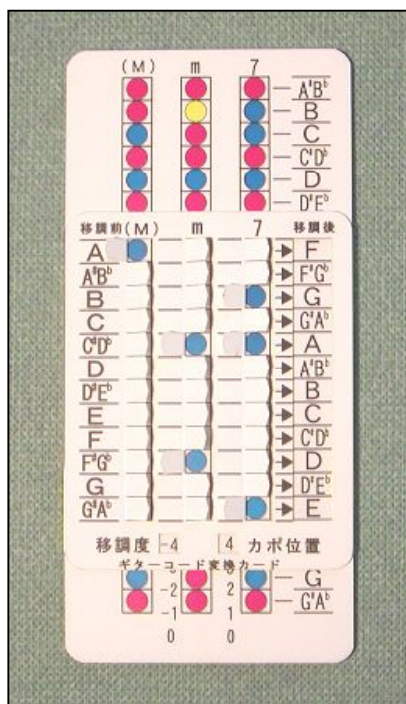 (M) m 7
A#B♭
B
C
C#D♭
D
D#E♭
移調前 (M) m 7 移調後
A F
A#B♭ F#G♭
B G
C G#A♭
C#D♭ A
D A#B♭
D#E♭ B
E C
F C#D♭
F#G♭ D
G D#E♭
G#A♭ E
移調度 -4 4 カポ位置
ギターコード変換カード
G
-2 2 G#A♭
-1 1
0 0